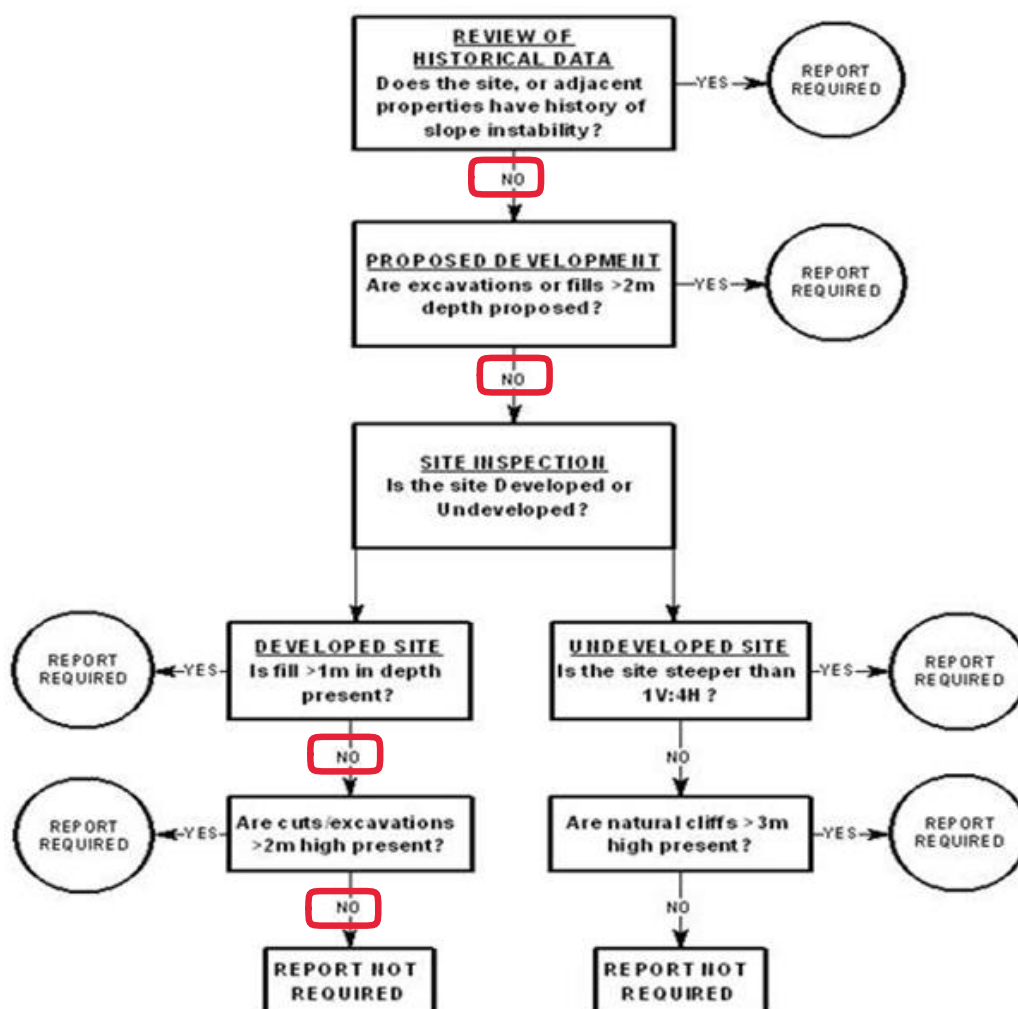 REVIEW OF
HISTORICAL DATA
Does the site, or adjacent
properties have history of
slope instability?
YES
REPORT
REQUIRED
NO
PROPOSED DEVELOPMENT
Are excavations or fills >2m
depth proposed?
YES
REPORT
REQUIRED
NO
SITE INSPECTION
Is the site Developed or
Undeveloped?
REPORT
REQUIRED
YES
DEVELOPED SITE
Is fill >1m in depth
present?
UNDEVELOPED SITE
Is the site steeper than
1V:4H ?
YES
REPORT
REQUIRED
NO
NO
REPORT
REQUIRED
YES
Are cuts/excavations
>2m high present?
Are natural cliffs >3m
high present?
YES
REPORT
REQUIRED
NO
NO
REPORT NOT
REQUIRED
REPORT NOT
REQUIRED